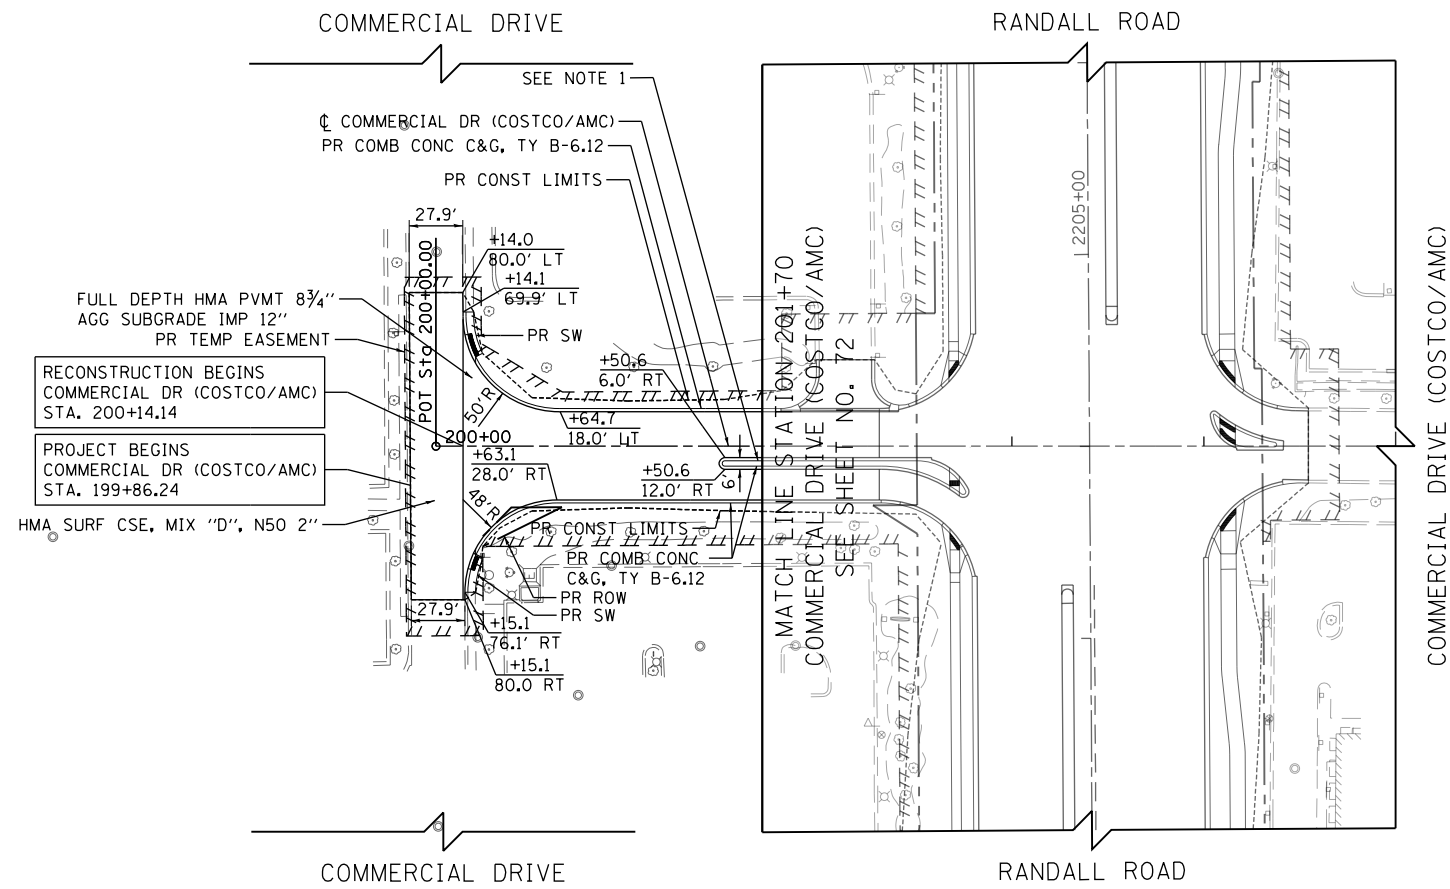 COMMERCIAL DRIVE
RANDALL ROAD
SEE NOTE 1
℄ COMMERCIAL DR (COSTCO/AMC)
PR COMB CONC C&G, TY B-6.12
PR CONST LIMITS
27.9'
+14.0
80.0' LT
+14.1
69.9' LT
FULL DEPTH HMA PVMT 8¾"
AGG SUBGRADE IMP 12"
PR TEMP EASEMENT
PR SW
RECONSTRUCTION BEGINS
COMMERCIAL DR (COSTCO/AMC)
STA. 200+14.14
POT Sta 200+00.00
50'R
+50.6
6.0' RT
+64.7
18.0' LT
200+00
PROJECT BEGINS
COMMERCIAL DR (COSTCO/AMC)
STA. 199+86.24
+63.1
28.0' RT
+50.6
12.0' RT
6'
48'R
HMA SURF CSE, MIX "D", N50 2"
PR CONST LIMITS
PR COMB CONC
C&G, TY B-6.12
PR ROW
PR SW
27.9'
+15.1
76.1' RT
+15.1
80.0 RT
MATCH LINE STATION 201+70
COMMERCIAL DRIVE (COSTCO/AMC)
SEE SHEET NO. 72
2205+00
COMMERCIAL DRIVE (COSTCO/AMC)
COMMERCIAL DRIVE
RANDALL ROAD